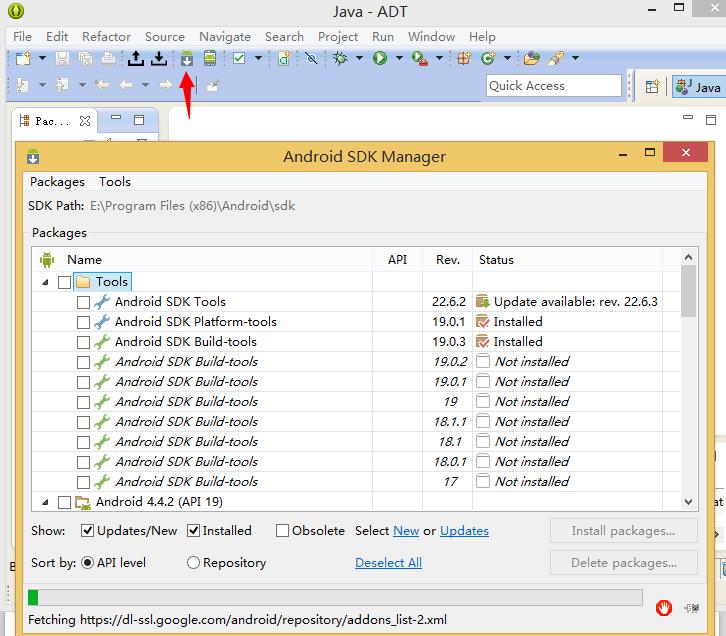 Java - ADT
File Edit Refactor Source Navigate Search Project Run Window Help
Quick Access
Java
Pac...
Android SDK Manager
Packages Tools
SDK Path: E:\Program Files (x86)\Android\sdk
Packages
Name API Rev. Status
Tools
Android SDK Tools 22.6.2 Update available: rev. 22.6.3
Android SDK Platform-tools 19.0.1 Installed
Android SDK Build-tools 19.0.3 Installed
Android SDK Build-tools 19.0.2 Not installed
Android SDK Build-tools 19.0.1 Not installed
Android SDK Build-tools 19 Not installed
Android SDK Build-tools 18.1.1 Not installed
Android SDK Build-tools 18.1 Not installed
Android SDK Build-tools 18.0.1 Not installed
Android SDK Build-tools 17 Not installed
Android 4.4.2 (API 19)
Show: Updates/New Installed Obsolete Select New or Updates Install packages...
Sort by: API level Repository Deselect All Delete packages...
Fetching https://dl-ssl.google.com/android/repository/addons_list-2.xml